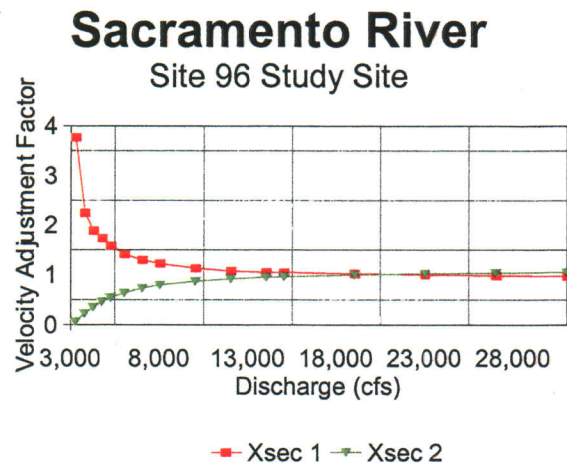 Sacramento River
Site 96 Study Site
Velocity Adjustment Factor
4
3
2
1
0
3,000 8,000 13,000 18,000 23,000 28,000
Discharge (cfs)
Xsec 1 Xsec 2